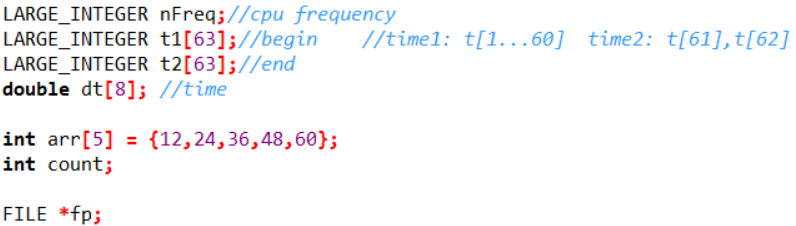 LARGE_INTEGER nFreq;//cpu frequency
LARGE_INTEGER t1[63];//begin    //time1: t[1...60]  time2: t[61],t[62]
LARGE_INTEGER t2[63];//end
double dt[8]; //time
int arr[5] = {12,24,36,48,60};
int count;
FILE *fp;